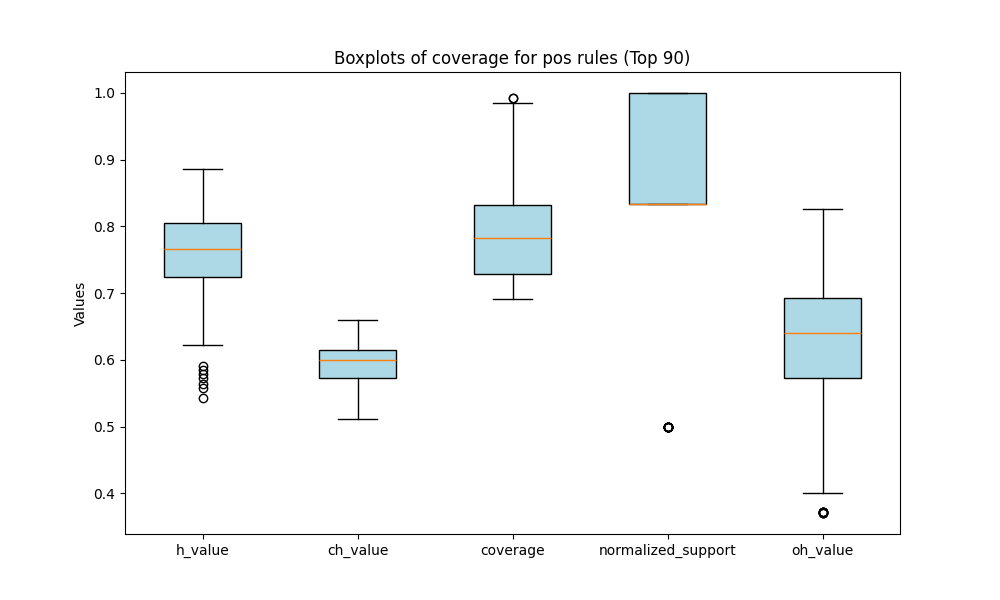 Boxplots of coverage for pos rules (Top 90)
1.0
0.9
0.8
0.7
0.6
0.5
0.4
Values
h_value
ch_value
coverage
normalized_support
oh_value